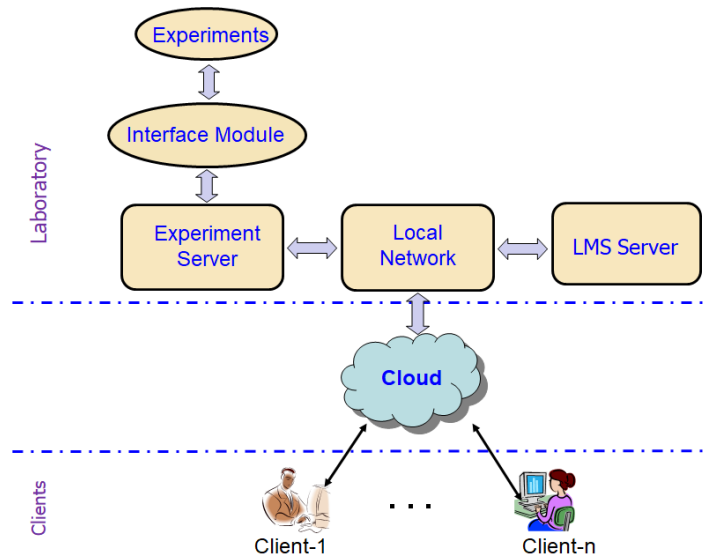 Experiments
Interface Module
Laboratory
Experiment
Server
Local
Network
LMS Server
Cloud
Clients
. . .
Client-1
Client-n